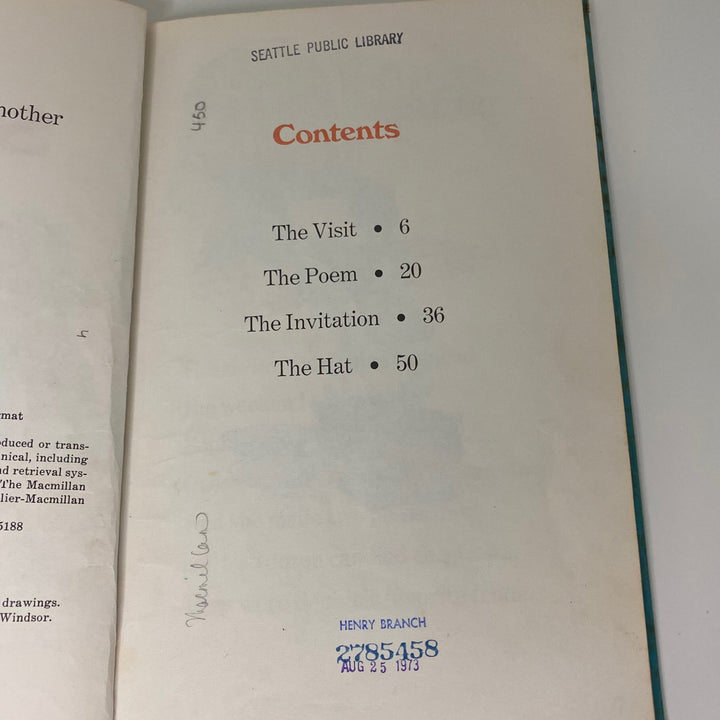 nother
rmat
oduced or trans-
nical, including
nd retrieval sys-
The Macmillan
lier-Macmillan
5188
drawings.
Windsor.
SEATTLE PUBLIC LIBRARY
450
Contents
The Visit • 6
The Poem • 20
The Invitation • 36
The Hat • 50
HENRY BRANCH
2785458
AUG 25 1973